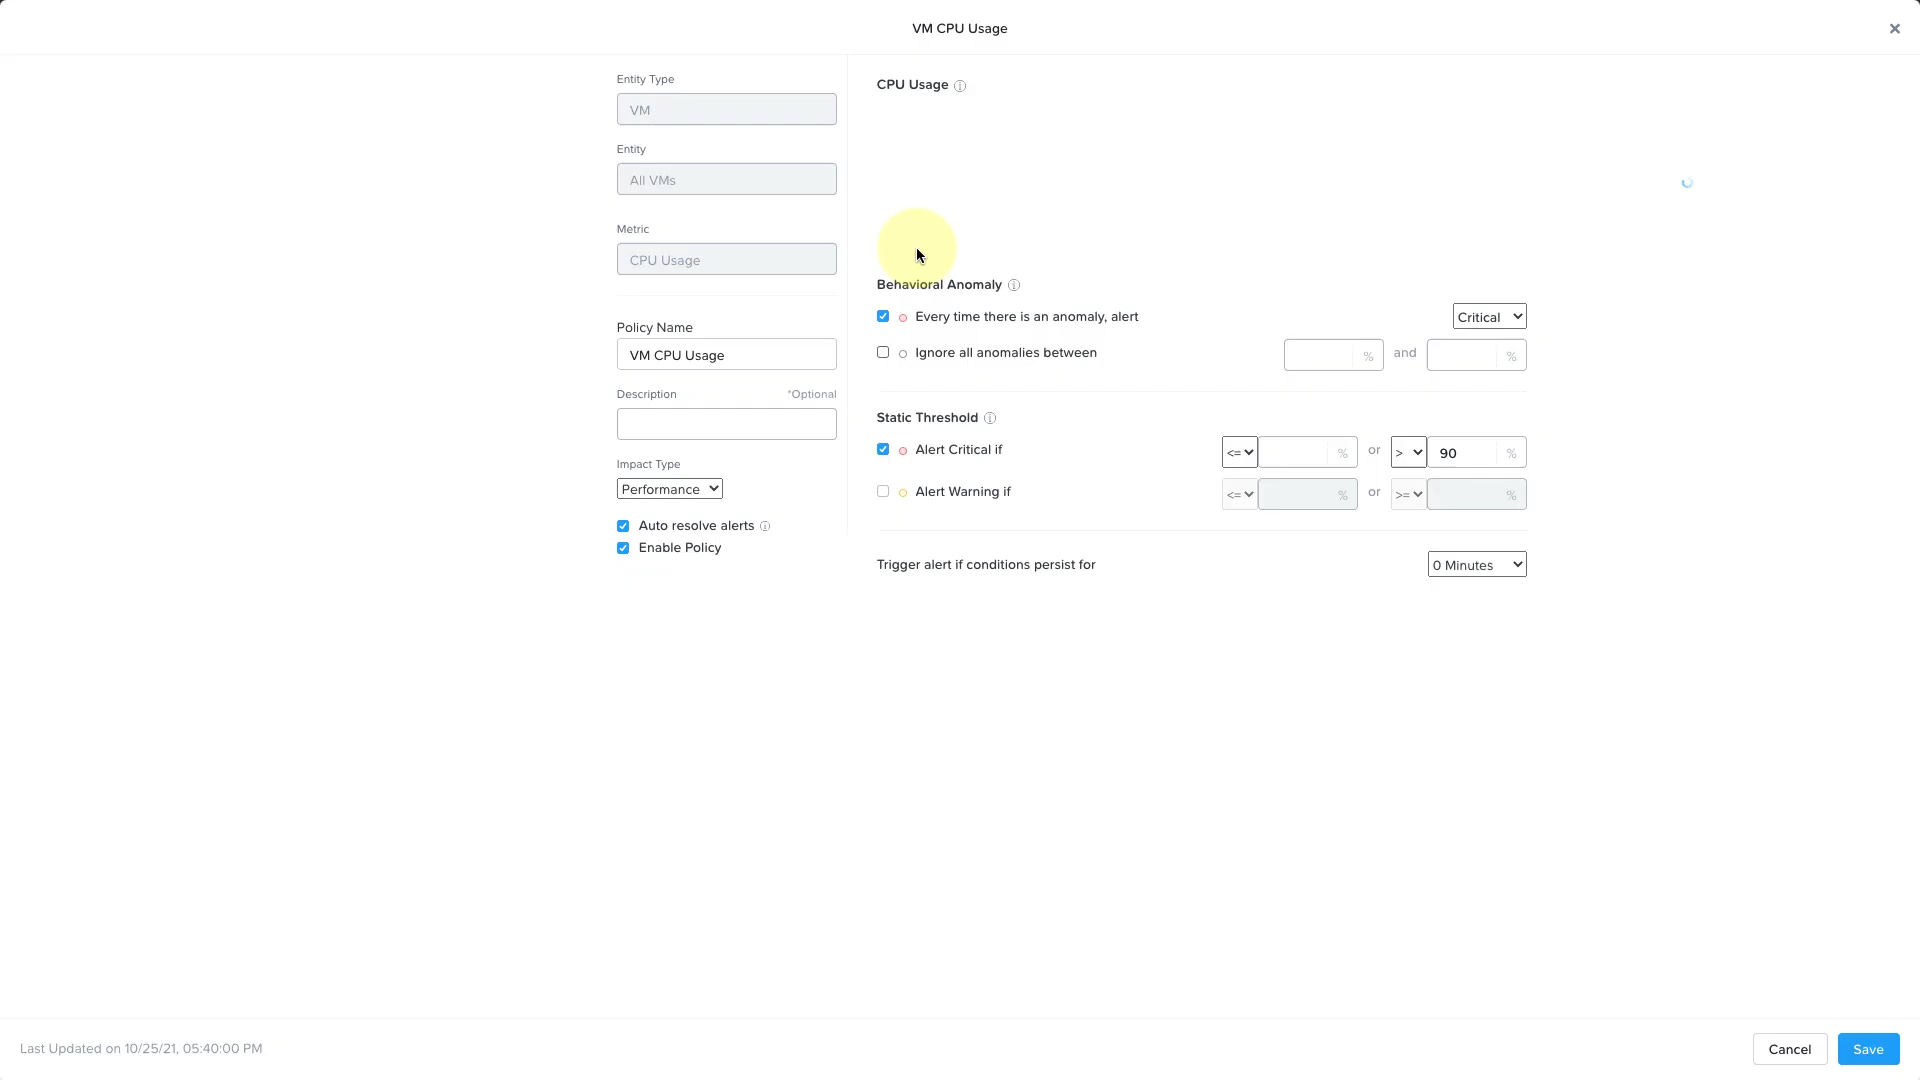 VM CPU Usage
Entity Type
VM
Entity
All VMs
Metric
CPU Usage
Policy Name
VM CPU Usage
Description *Optional
Impact Type
Performance
Auto resolve alerts
Enable Policy
CPU Usage
Behavioral Anomaly
Every time there is an anomaly, alert Critical
Ignore all anomalies between % and %
Static Threshold
Alert Critical if <= % or > 90 %
Alert Warning if <= % or >= %
Trigger alert if conditions persist for 0 Minutes
Last Updated on 10/25/21, 05:40:00 PM
Cancel Save